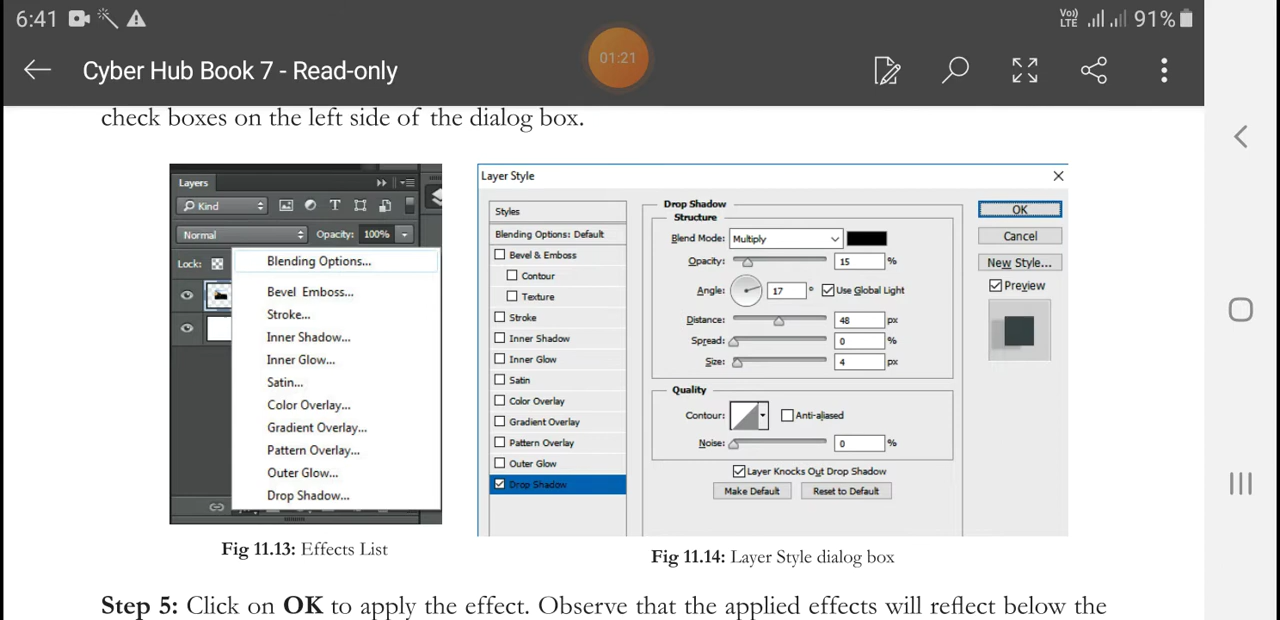 6:41
Vo)) LTE 91%
01:21
Cyber Hub Book 7 - Read-only
check boxes on the left side of the dialog box.
Layers
Kind
Normal Opacity: 100%
Lock:
Blending Options...
Bevel Emboss...
Stroke...
Inner Shadow...
Inner Glow...
Satin...
Color Overlay...
Gradient Overlay...
Pattern Overlay...
Outer Glow...
Drop Shadow...
Fig 11.13: Effects List
Layer Style
Styles
Blending Options: Default
Bevel & Emboss
Contour
Texture
Stroke
Inner Shadow
Inner Glow
Satin
Color Overlay
Gradient Overlay
Pattern Overlay
Outer Glow
Drop Shadow
Drop Shadow
Structure
Blend Mode: Multiply
Opacity: 15 %
Angle: 17 ° Use Global Light
Distance: 48 px
Spread: 0 %
Size: 4 px
Quality
Contour: Anti-aliased
Noise: 0 %
Layer Knocks Out Drop Shadow
Make Default Reset to Default
OK
Cancel
New Style...
Preview
Fig 11.14: Layer Style dialog box
Step 5: Click on OK to apply the effect. Observe that the applied effects will reflect below the